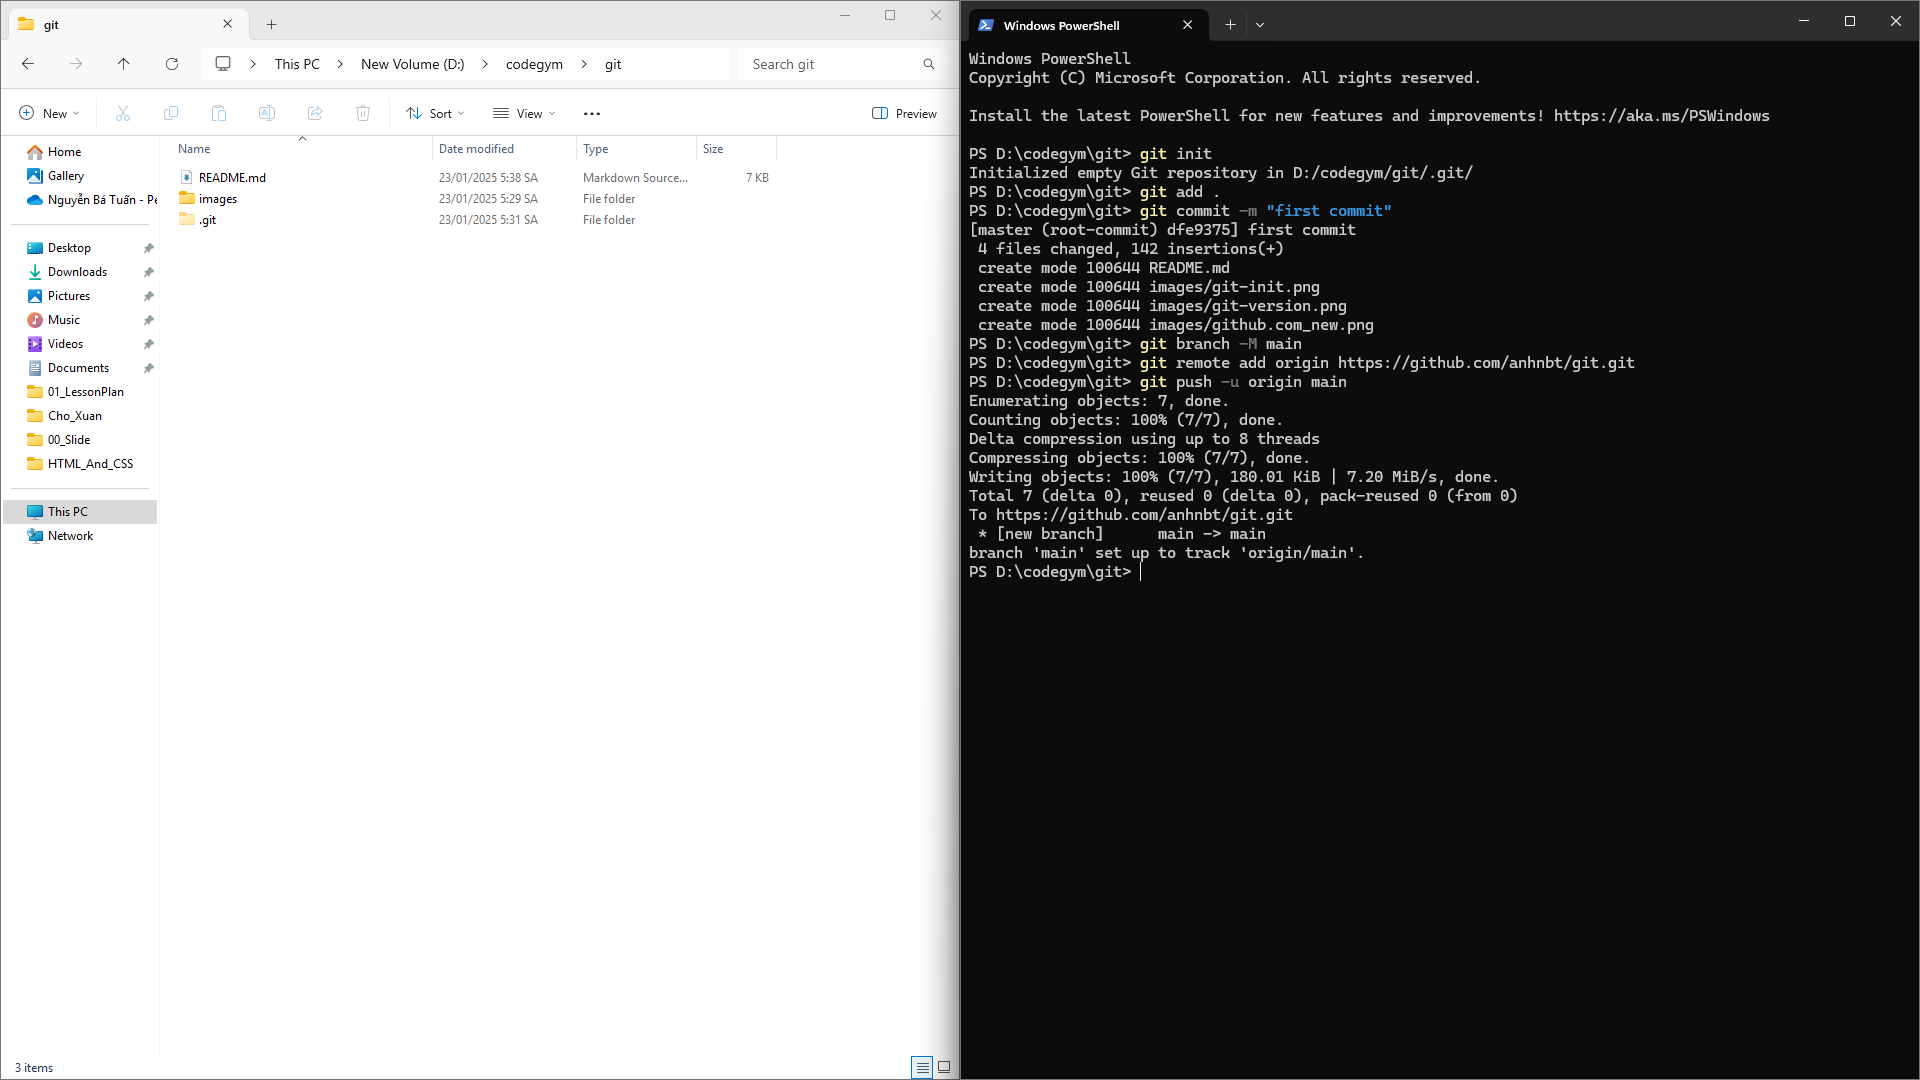 git
This PC
New Volume (D:)
codegym
git
Search git
New
Sort
View
Preview
Name
Date modified
Type
Size
README.md
23/01/2025 5:38 SA
Markdown Source...
7 KB
images
23/01/2025 5:29 SA
File folder
.git
23/01/2025 5:31 SA
File folder
Home
Gallery
Nguyễn Bá Tuấn - Pe
Desktop
Downloads
Pictures
Music
Videos
Documents
01_LessonPlan
Cho_Xuan
00_Slide
HTML_And_CSS
This PC
Network
3 items
Windows PowerShell
Windows PowerShell
Copyright (C) Microsoft Corporation. All rights reserved.
Install the latest PowerShell for new features and improvements! https://aka.ms/PSWindows
PS D:\codegym\git> git init
Initialized empty Git repository in D:/codegym/git/.git/
PS D:\codegym\git> git add .
PS D:\codegym\git> git commit -m "first commit"
[master (root-commit) dfe9375] first commit
4 files changed, 142 insertions(+)
create mode 100644 README.md
create mode 100644 images/git-init.png
create mode 100644 images/git-version.png
create mode 100644 images/github.com_new.png
PS D:\codegym\git> git branch -M main
PS D:\codegym\git> git remote add origin https://github.com/anhnbt/git.git
PS D:\codegym\git> git push -u origin main
Enumerating objects: 7, done.
Counting objects: 100% (7/7), done.
Delta compression using up to 8 threads
Compressing objects: 100% (7/7), done.
Writing objects: 100% (7/7), 180.01 KiB | 7.20 MiB/s, done.
Total 7 (delta 0), reused 0 (delta 0), pack-reused 0 (from 0)
To https://github.com/anhnbt/git.git
* [new branch]      main -> main
branch 'main' set up to track 'origin/main'.
PS D:\codegym\git>